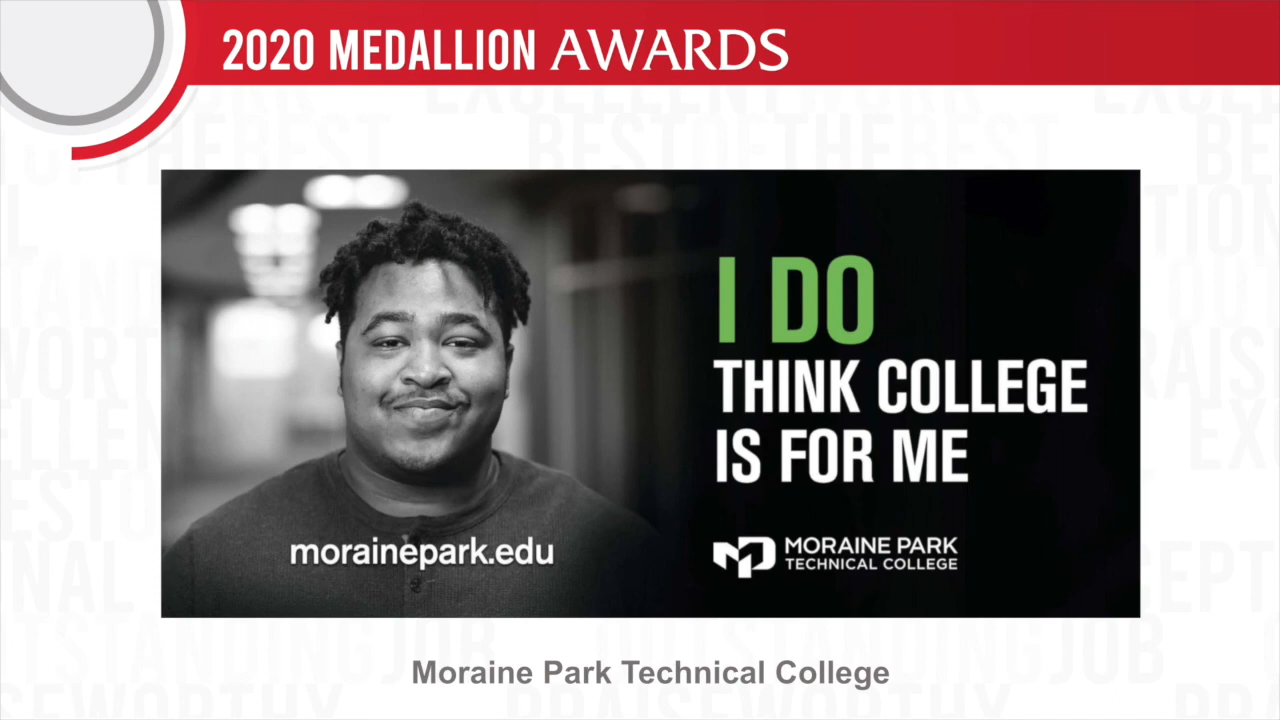 2020 MEDALLION AWARDS
I DO
THINK COLLEGE
IS FOR ME
morainepark.edu
MORAINE PARK
TECHNICAL COLLEGE
Moraine Park Technical College